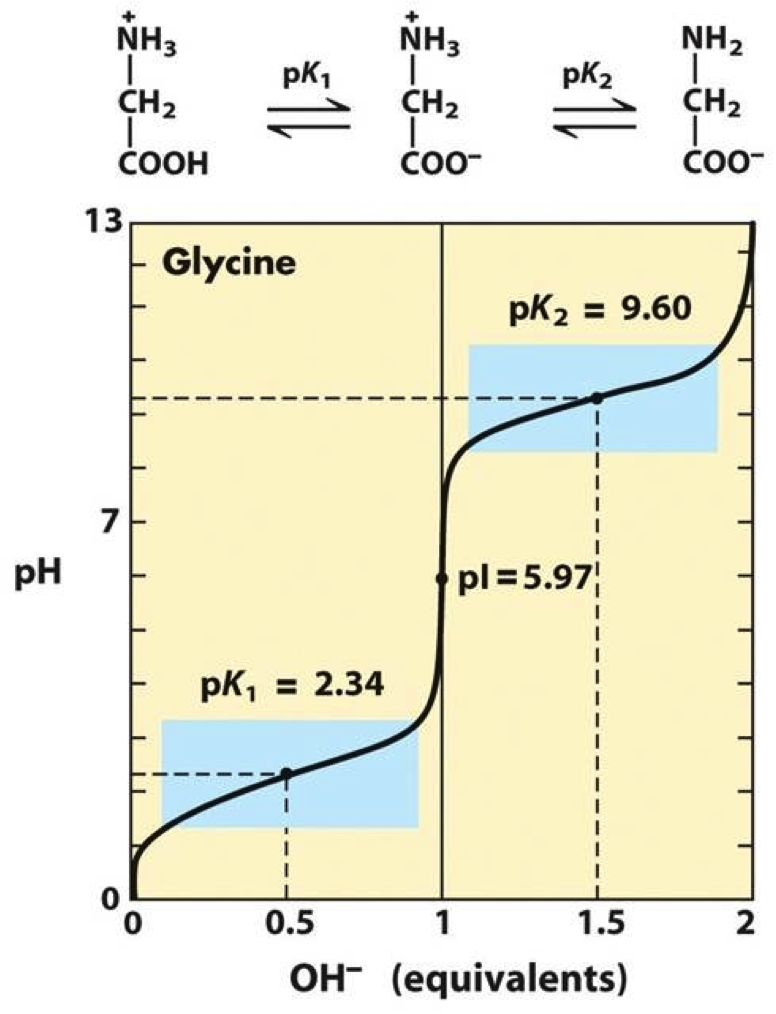 + +
NH₃ NH₃ NH₂
pK₁ pK₂
CH₂ CH₂ CH₂
COOH COO⁻ COO⁻
13
Glycine
pK₂ = 9.60
7
pH
pI = 5.97
pK₁ = 2.34
0
0 0.5 1 1.5 2
OH⁻ (equivalents)